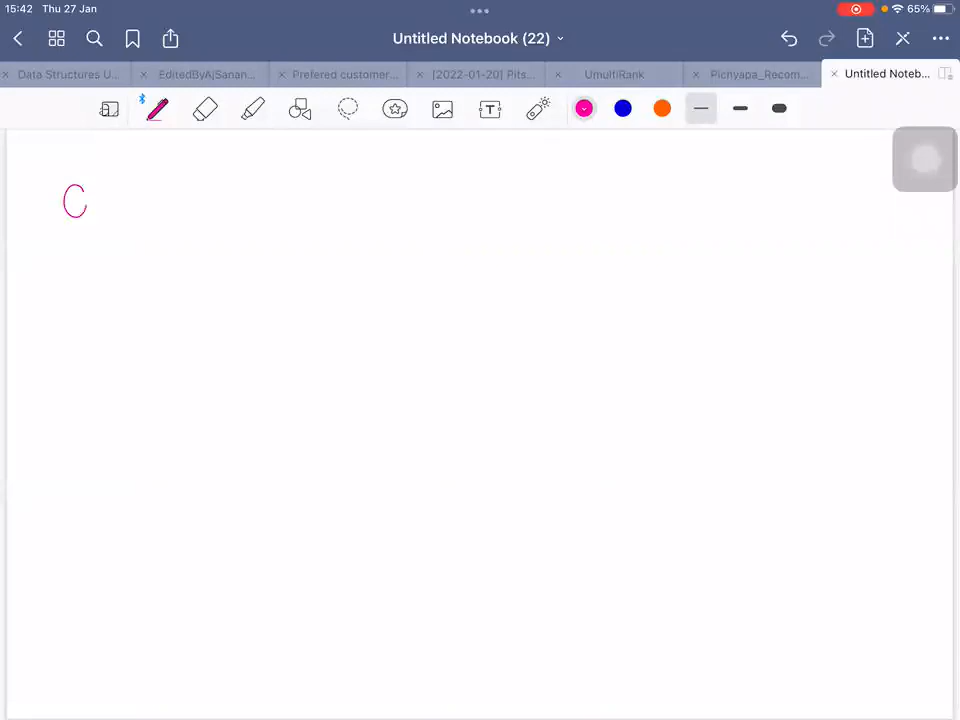 15:42 Thu 27 Jan 65%
Untitled Notebook (22)
Data Structures U... EditedByAjSanan... Prefered customer... [2022-01-20] Pits... UmultiRank Pichyapa_Recom... Untitled Noteb...
C